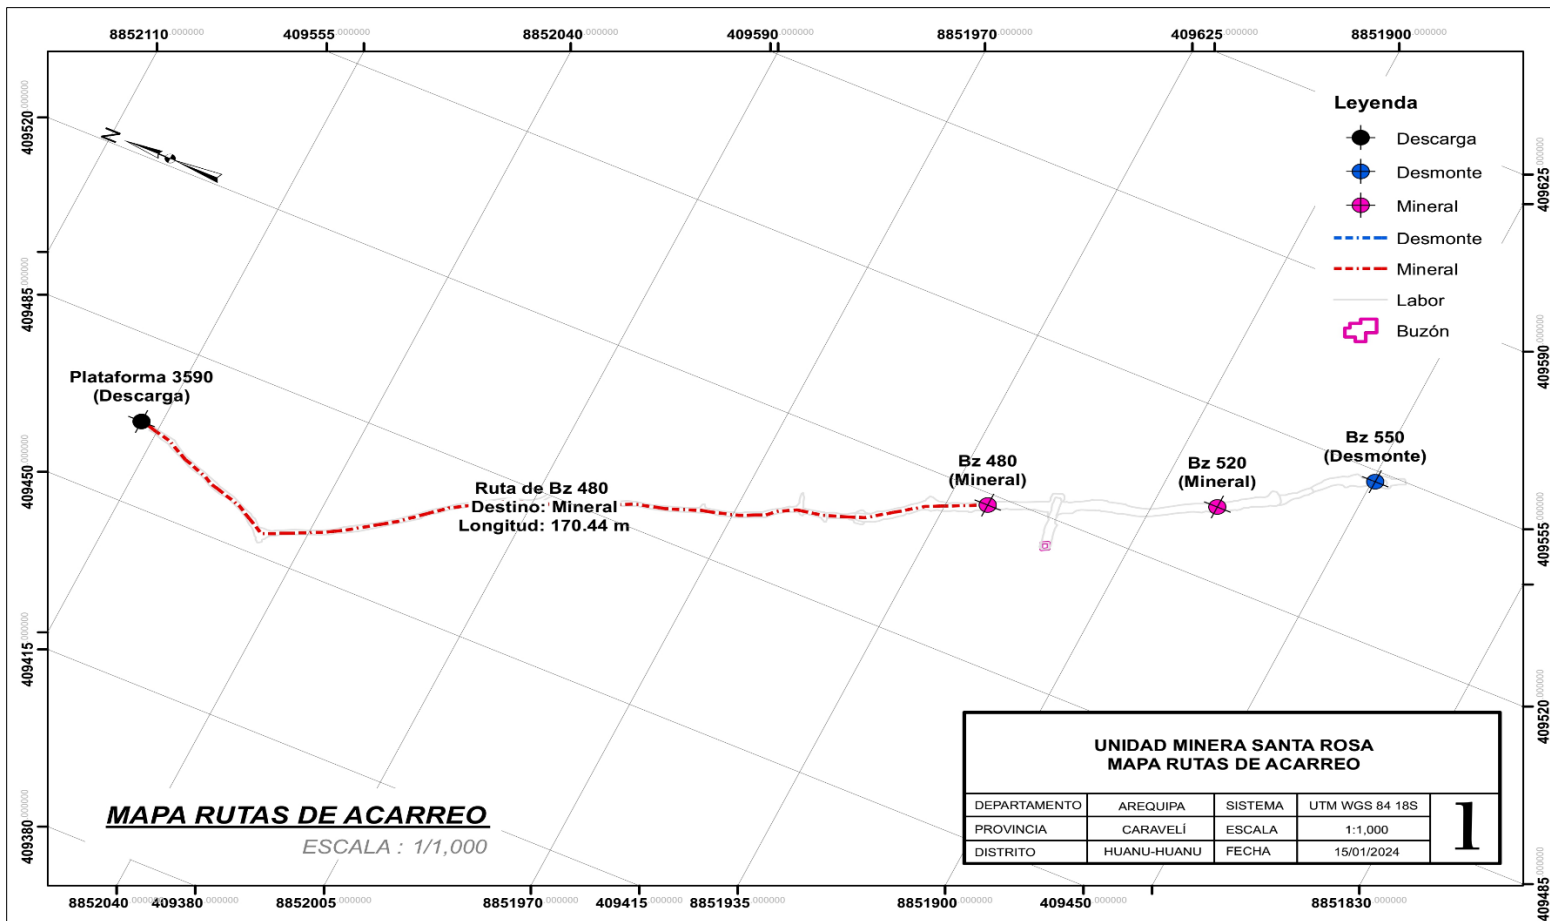 8852110.000000 409555.000000 8852040.000000 409590.000000 8851970.000000 409625.000000 8851900.000000
409520.000000
409485.000000
409450.000000
409415.000000
409380.000000
N
Leyenda
Descarga
Desmonte
Mineral
Desmonte
Mineral
Labor
Buzón
409625.000000
409590.000000
409555.000000
409520.000000
409485.000000
Plataforma 3590
(Descarga)
Ruta de Bz 480
Destino: Mineral
Longitud: 170.44 m
Bz 480
(Mineral)
Bz 520
(Mineral)
Bz 550
(Desmonte)
MAPA RUTAS DE ACARREO
ESCALA : 1/1,000
UNIDAD MINERA SANTA ROSA
MAPA RUTAS DE ACARREO
DEPARTAMENTO AREQUIPA SISTEMA UTM WGS 84 18S
PROVINCIA CARAVELÍ ESCALA 1:1,000
DISTRITO HUANU-HUANU FECHA 15/01/2024
1
8852040.000000 409380.000000 8852005.000000 8851970.000000 409415.000000 8851935.000000 8851900.000000 409450.000000 8851830.000000